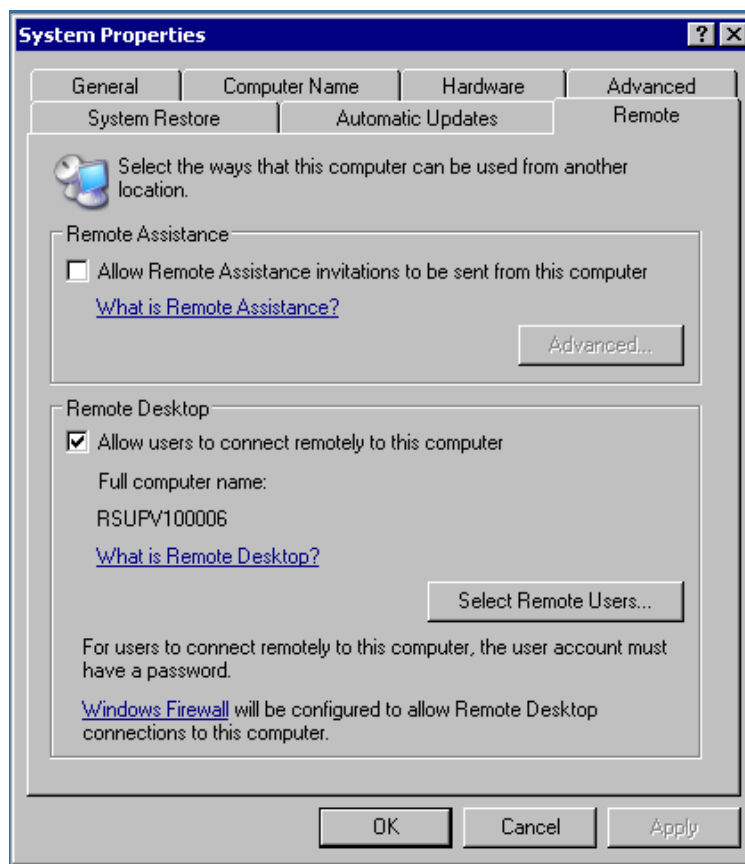 System Properties
General
Computer Name
Hardware
Advanced
System Restore
Automatic Updates
Remote
Select the ways that this computer can be used from another
location.
Remote Assistance
Allow Remote Assistance invitations to be sent from this computer
What is Remote Assistance?
Advanced...
Remote Desktop
Allow users to connect remotely to this computer
Full computer name:
RSUPV100006
What is Remote Desktop?
Select Remote Users...
For users to connect remotely to this computer, the user account must
have a password.
Windows Firewall will be configured to allow Remote Desktop
connections to this computer.
OK
Cancel
Apply